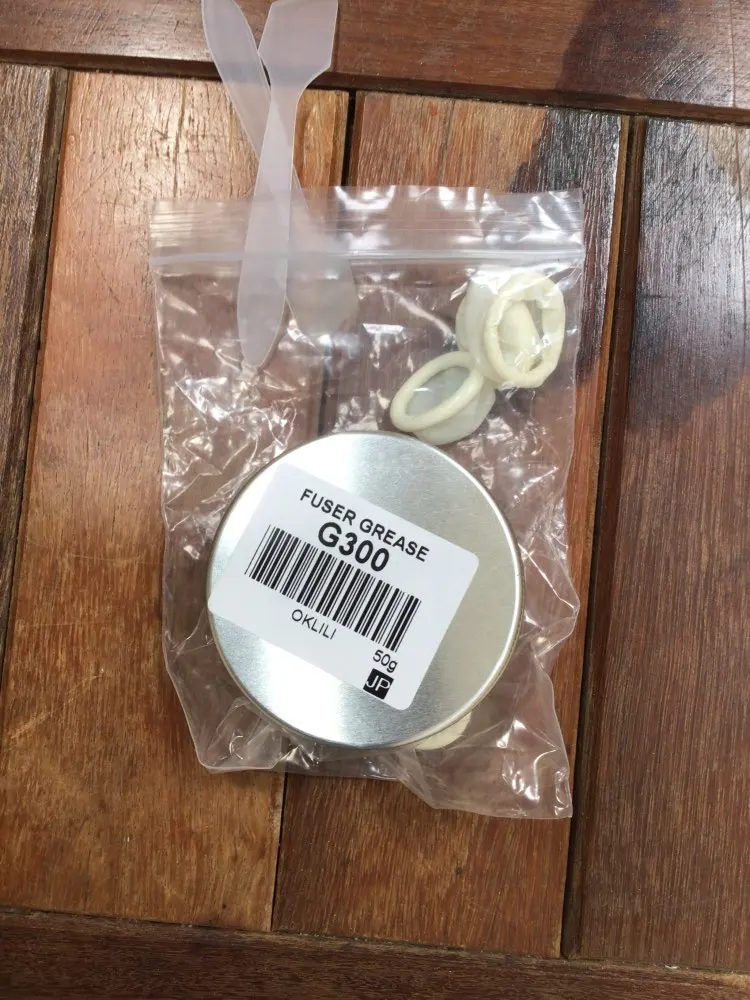 FUSER GREASE
G300
OKLILI
50g
JP